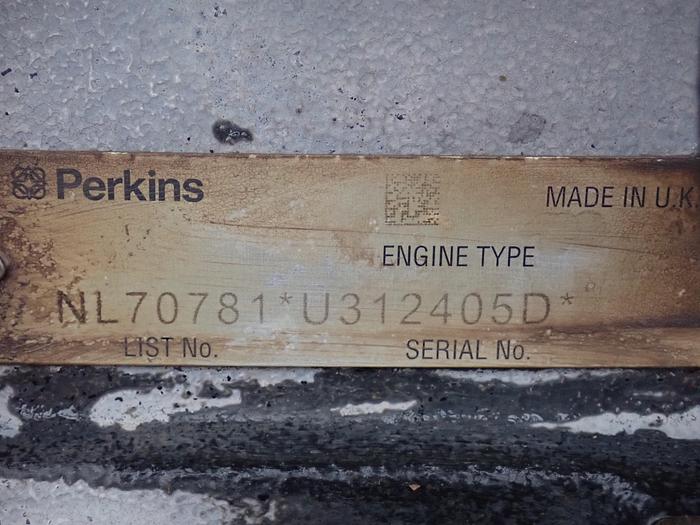 Perkins
MADE IN U.K.
ENGINE TYPE
NL70781*U312405D*
LIST No.
SERIAL No.